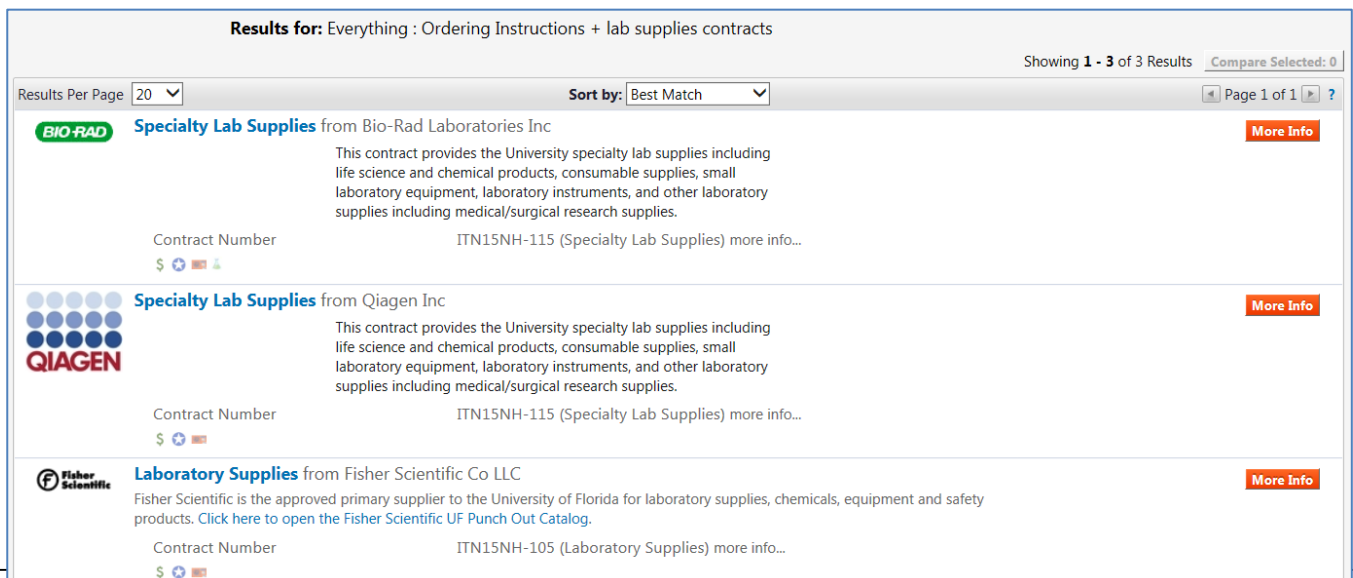 Results for: Everything : Ordering Instructions + lab supplies contracts
Showing 1 - 3 of 3 Results Compare Selected: 0
Results Per Page 20 Sort by: Best Match Page 1 of 1 ?
BIO-RAD Specialty Lab Supplies from Bio-Rad Laboratories Inc More Info
This contract provides the University specialty lab supplies including
life science and chemical products, consumable supplies, small
laboratory equipment, laboratory instruments, and other laboratory
supplies including medical/surgical research supplies.
Contract Number ITN15NH-115 (Specialty Lab Supplies) more info...
$
Specialty Lab Supplies from Qiagen Inc More Info
This contract provides the University specialty lab supplies including
life science and chemical products, consumable supplies, small
laboratory equipment, laboratory instruments, and other laboratory
QIAGEN
supplies including medical/surgical research supplies.
Contract Number ITN15NH-115 (Specialty Lab Supplies) more info...
$
Fisher Scientific Laboratory Supplies from Fisher Scientific Co LLC More Info
Fisher Scientific is the approved primary supplier to the University of Florida for laboratory supplies, chemicals, equipment and safety
products. Click here to open the Fisher Scientific UF Punch Out Catalog.
Contract Number ITN15NH-105 (Laboratory Supplies) more info...
$